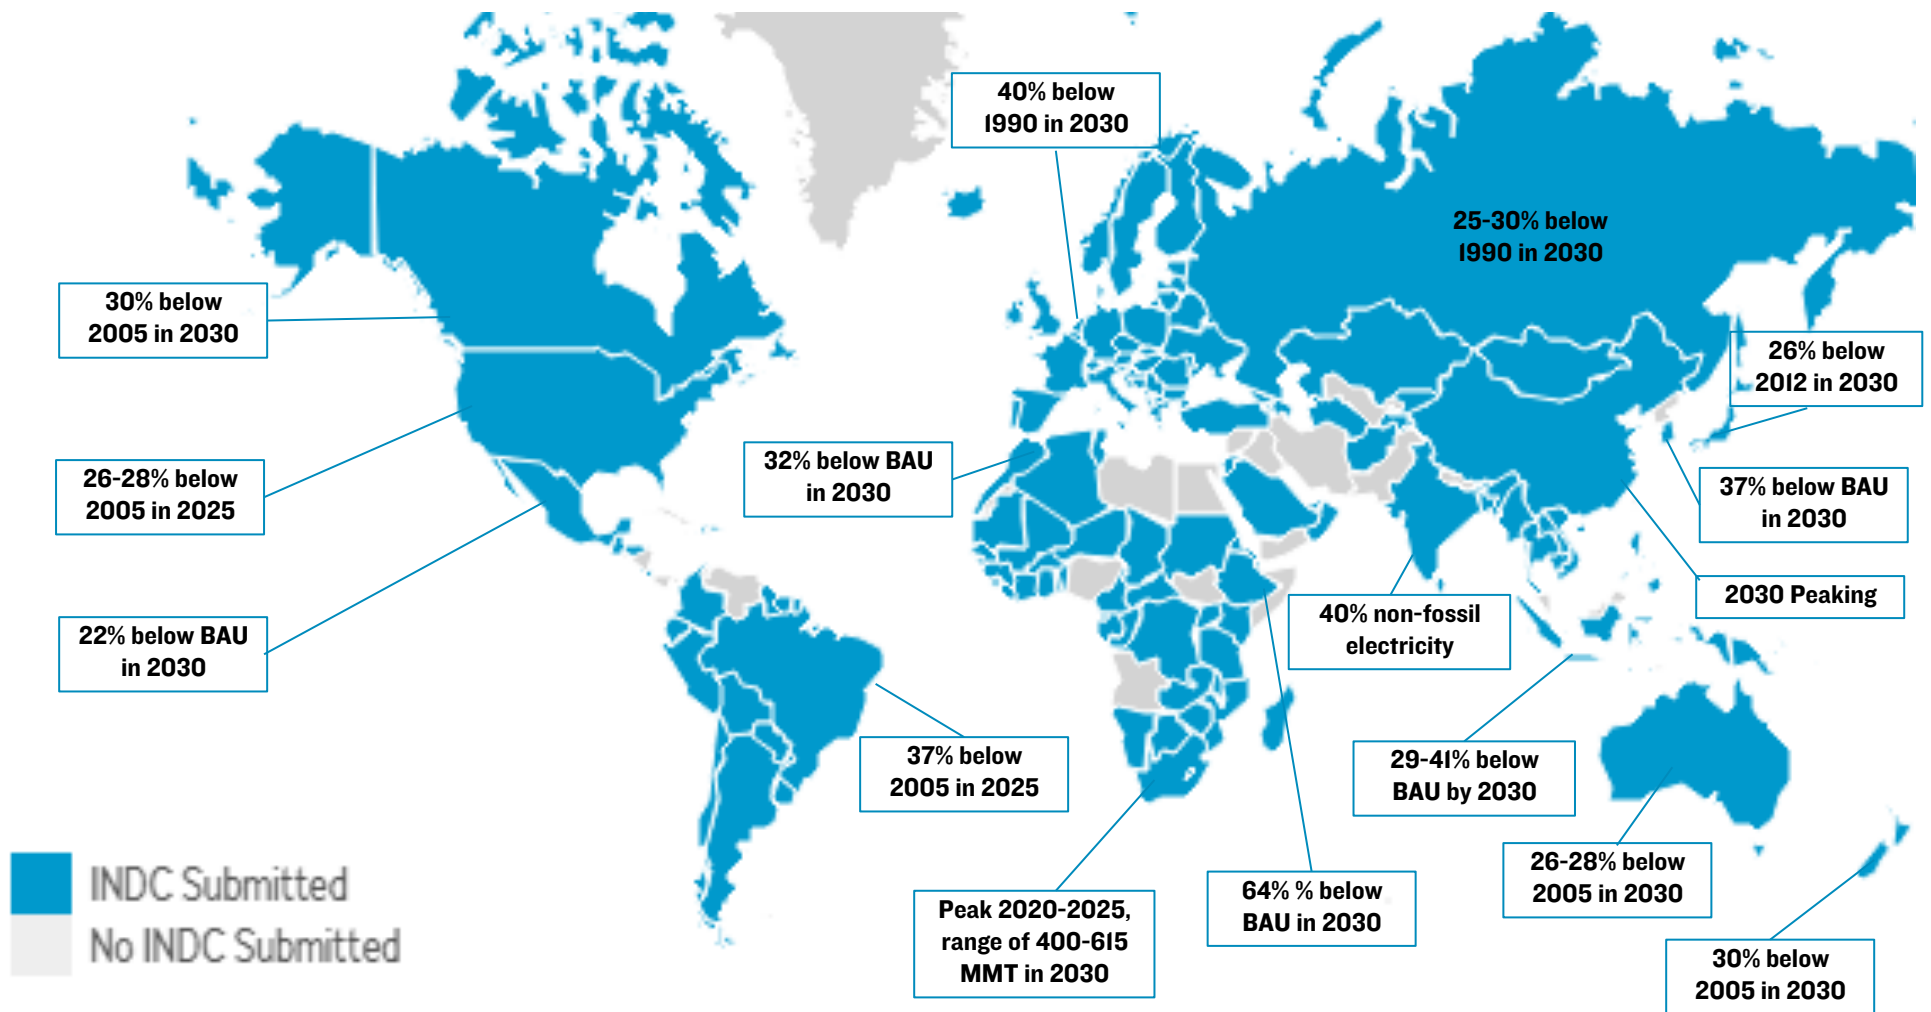 40% below
1990 in 2030
25-30% below
1990 in 2030
30% below
2005 in 2030
26% below
2012 in 2030
26-28% below
2005 in 2025
32% below BAU
in 2030
37% below BAU
in 2030
2030 Peaking
40% non-fossil
electricity
22% below BAU
in 2030
37% below
2005 in 2025
29-41% below
BAU by 2030
26-28% below
2005 in 2030
64% % below
BAU in 2030
Peak 2020-2025,
range of 400-615
MMT in 2030
30% below
2005 in 2030
INDC Submitted
No INDC Submitted